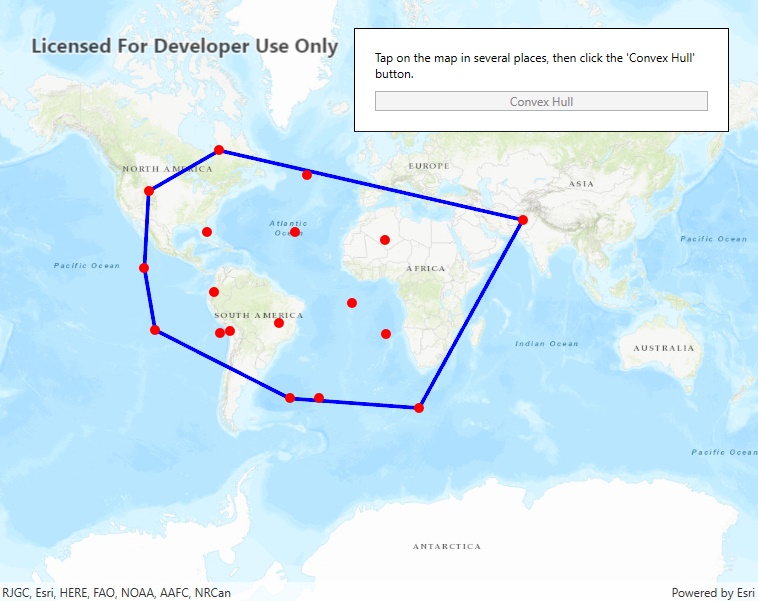 Licensed For Developer Use Only
Tap on the map in several places, then click the 'Convex Hull'
button.
Convex Hull
NORTH AMERICA
EUROPE
ASIA
Atlantic
Ocean
Pacific Ocean
Pacific Ocean
AFRICA
SOUTH AMERICA
Indian Ocean
AUSTRALIA
Pacific Ocean
ANTARCTICA
RJGC, Esri, HERE, FAO, NOAA, AAFC, NRCan
Powered by Esri